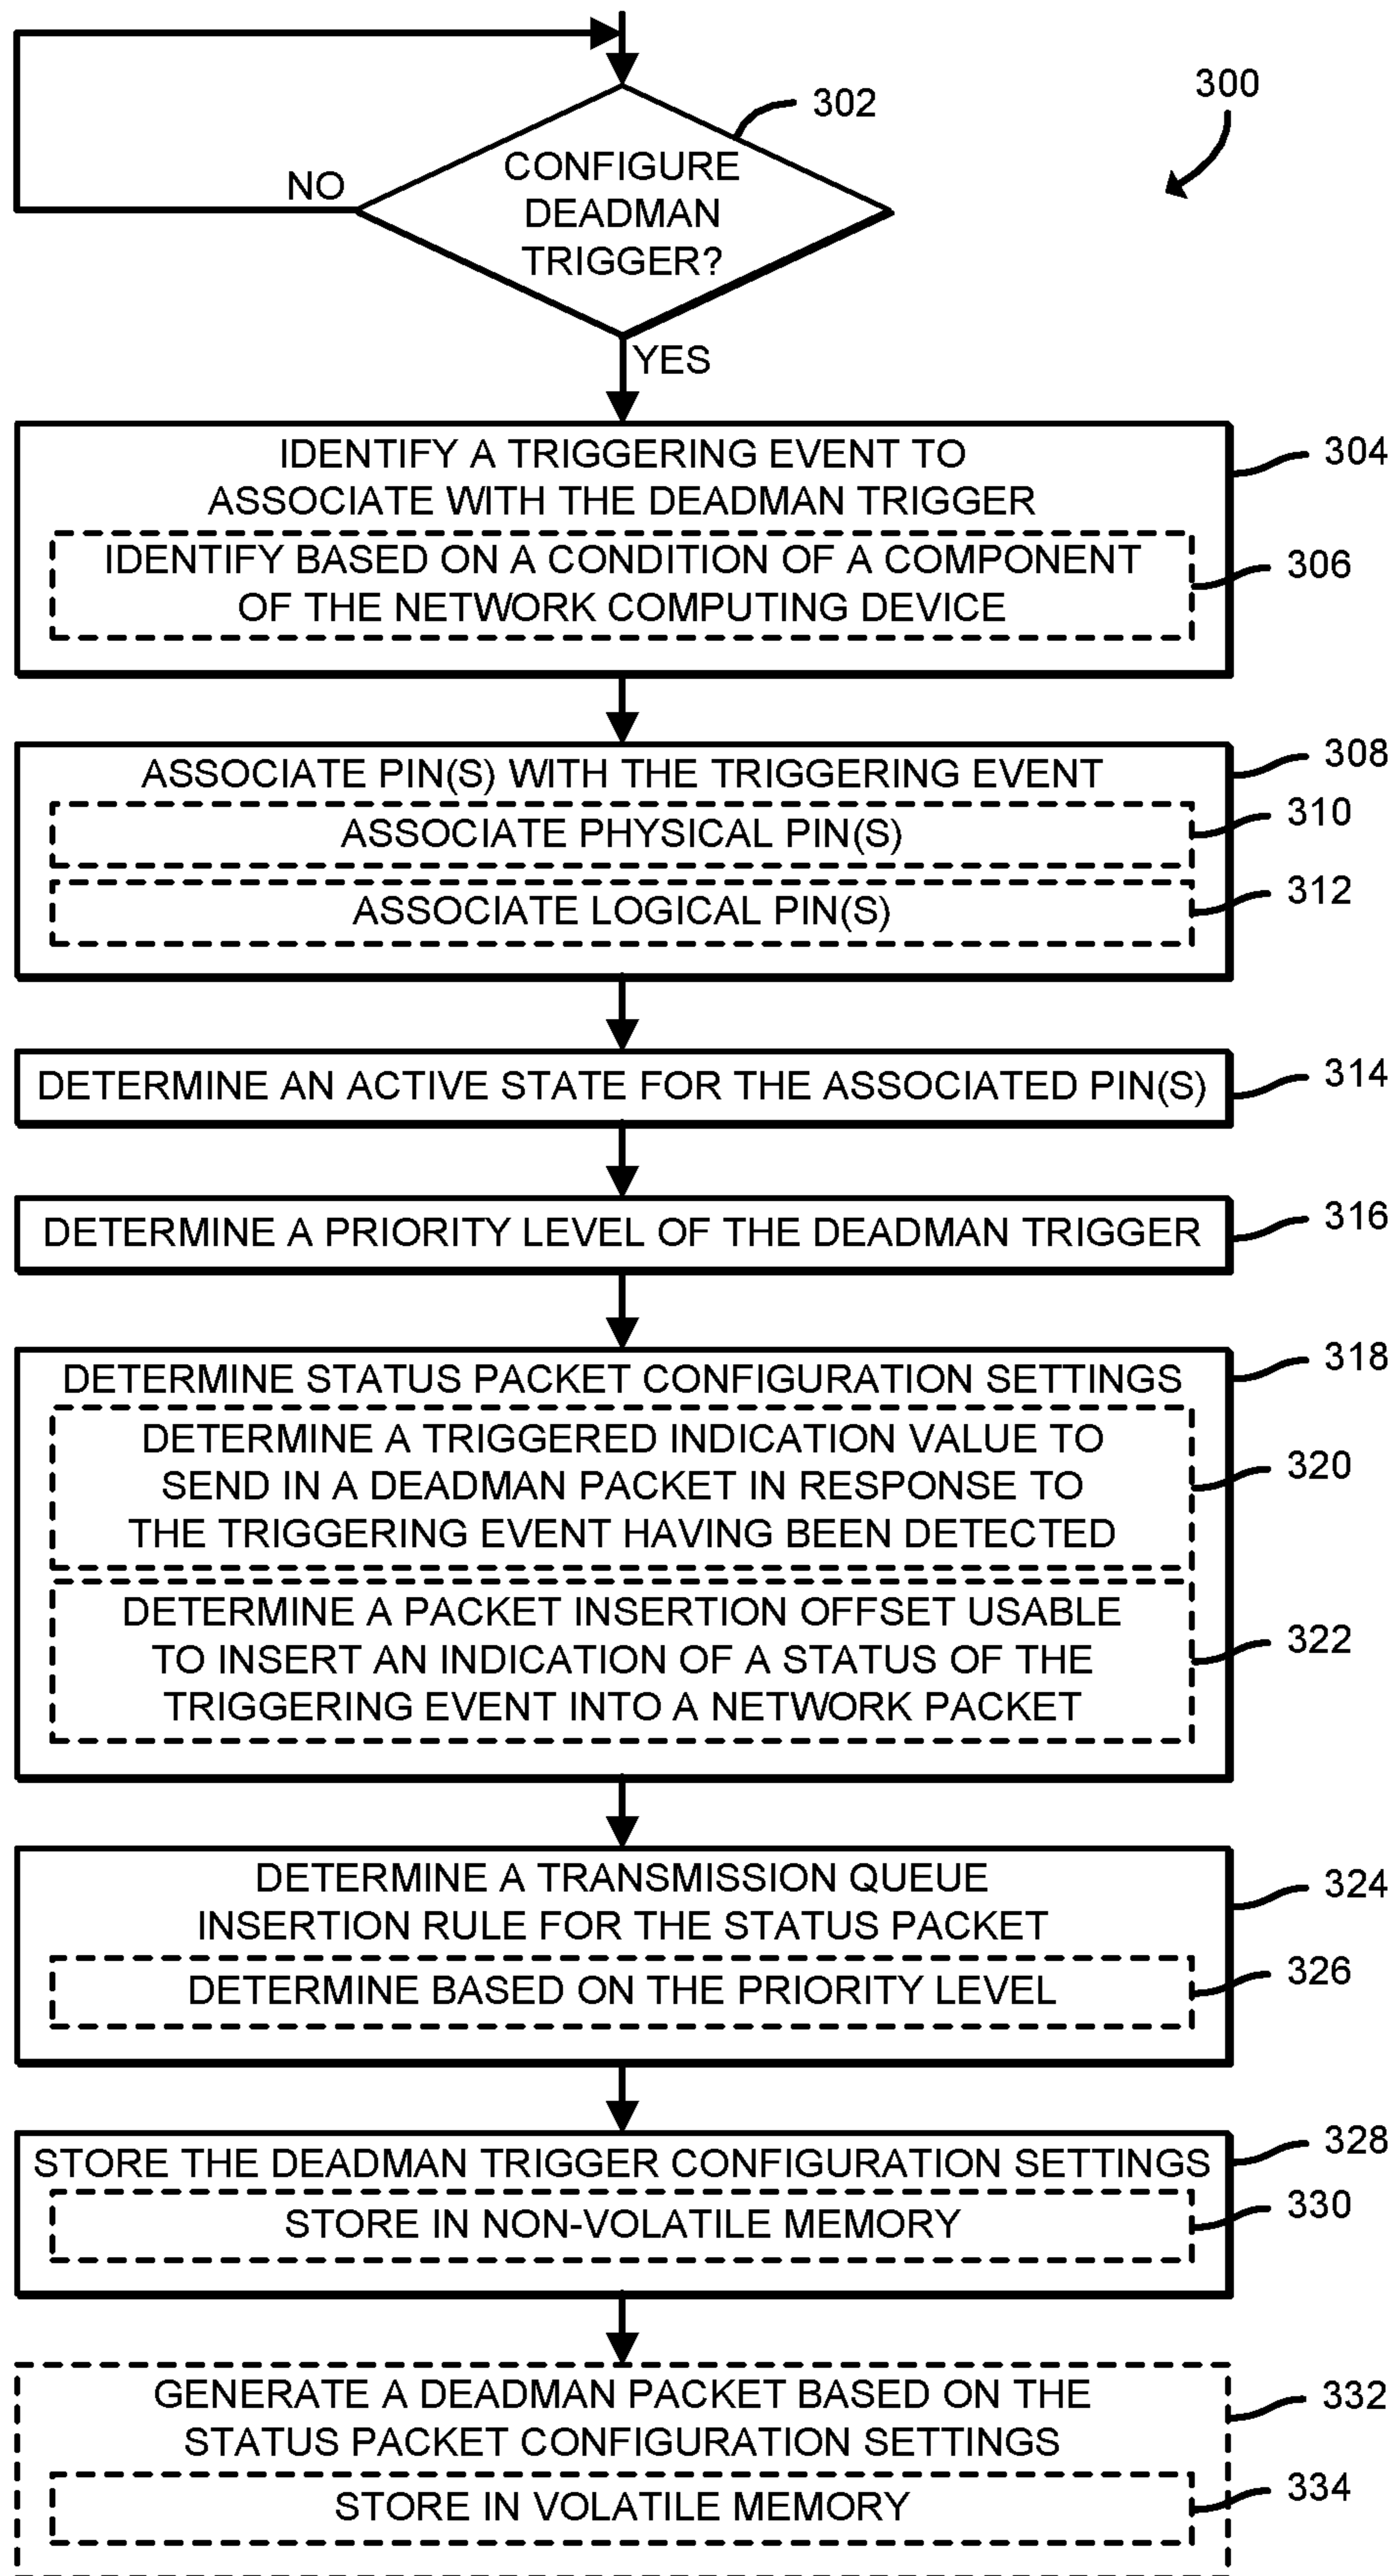 300
302
CONFIGURE
DEADMAN
TRIGGER?
NO
YES
IDENTIFY A TRIGGERING EVENT TO
ASSOCIATE WITH THE DEADMAN TRIGGER
304
IDENTIFY BASED ON A CONDITION OF A COMPONENT
OF THE NETWORK COMPUTING DEVICE
306
ASSOCIATE PIN(S) WITH THE TRIGGERING EVENT
308
ASSOCIATE PHYSICAL PIN(S)
310
ASSOCIATE LOGICAL PIN(S)
312
DETERMINE AN ACTIVE STATE FOR THE ASSOCIATED PIN(S)
314
DETERMINE A PRIORITY LEVEL OF THE DEADMAN TRIGGER
316
DETERMINE STATUS PACKET CONFIGURATION SETTINGS
318
DETERMINE A TRIGGERED INDICATION VALUE TO
SEND IN A DEADMAN PACKET IN RESPONSE TO
THE TRIGGERING EVENT HAVING BEEN DETECTED
320
DETERMINE A PACKET INSERTION OFFSET USABLE
TO INSERT AN INDICATION OF A STATUS OF THE
TRIGGERING EVENT INTO A NETWORK PACKET
322
DETERMINE A TRANSMISSION QUEUE
INSERTION RULE FOR THE STATUS PACKET
324
DETERMINE BASED ON THE PRIORITY LEVEL
326
STORE THE DEADMAN TRIGGER CONFIGURATION SETTINGS
328
STORE IN NON-VOLATILE MEMORY
330
GENERATE A DEADMAN PACKET BASED ON THE
STATUS PACKET CONFIGURATION SETTINGS
332
STORE IN VOLATILE MEMORY
334